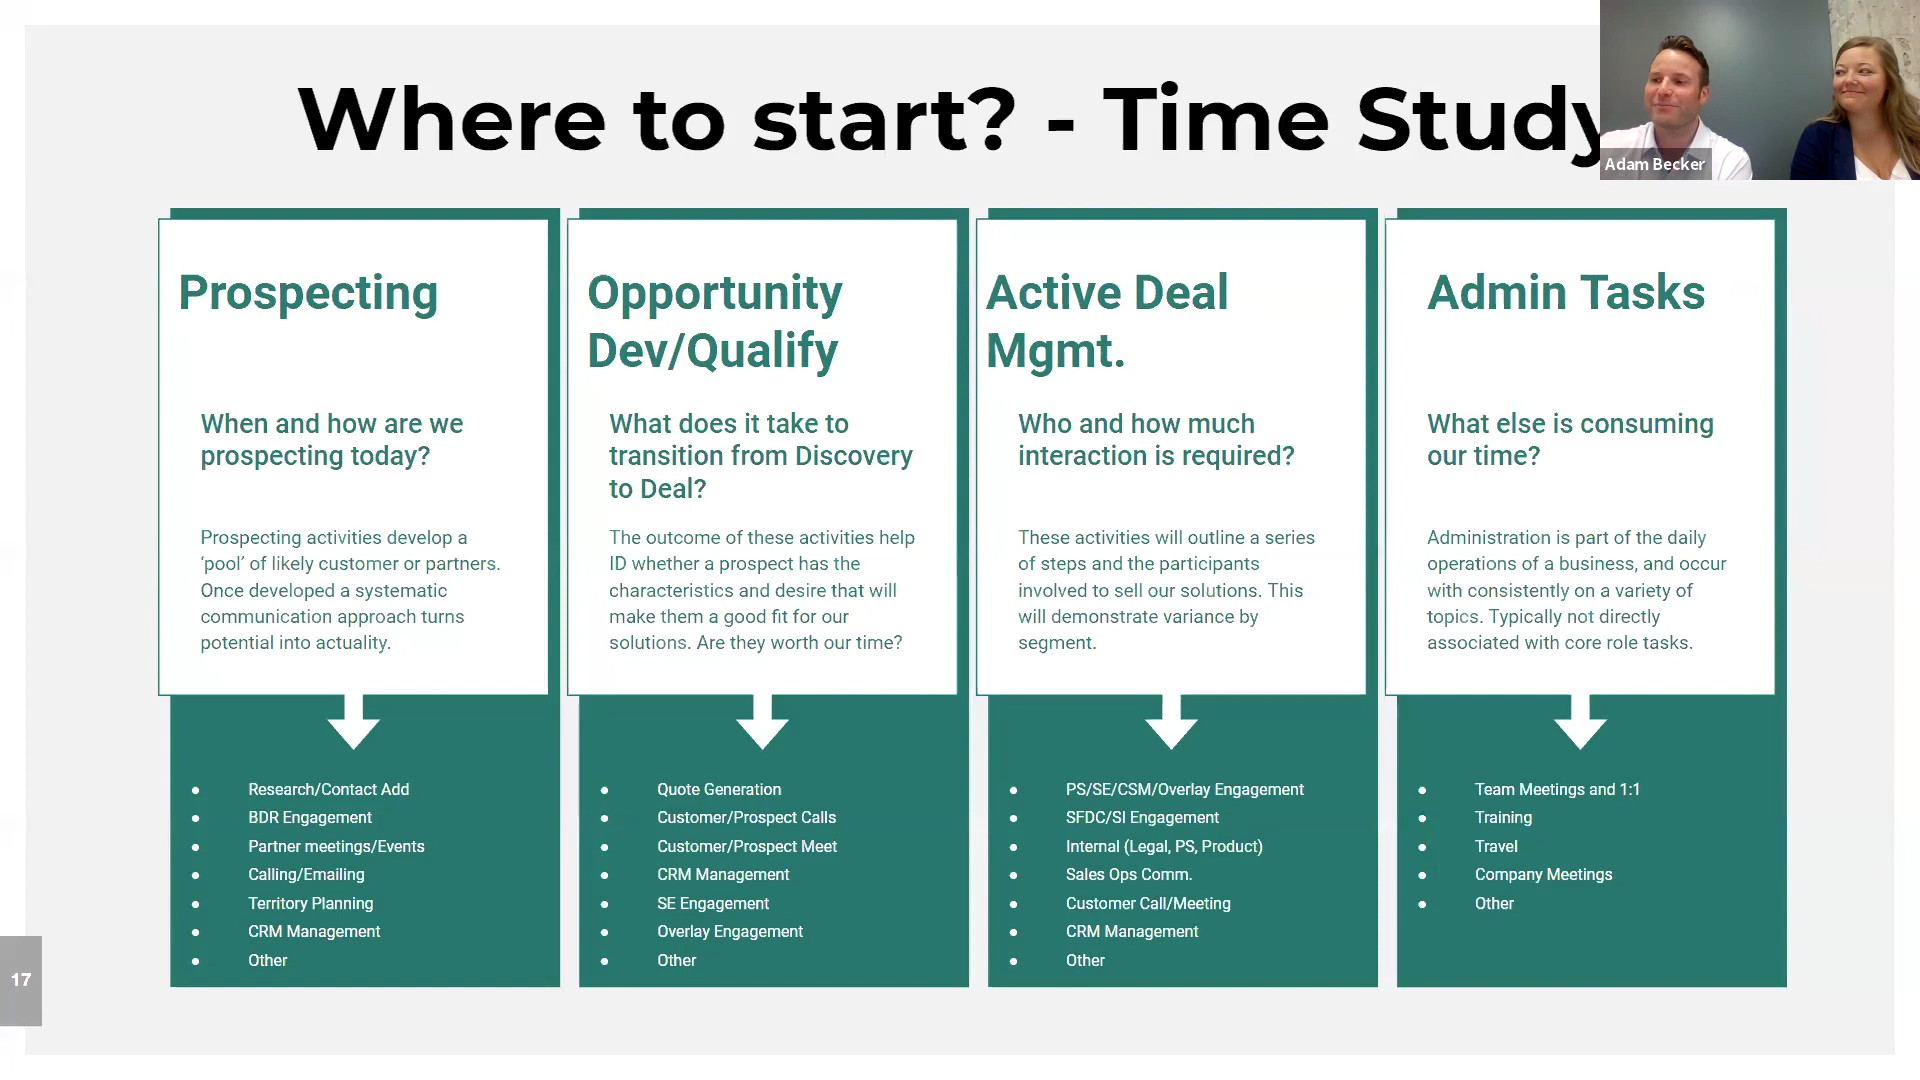 Where to start? - Time Study
Adam Becker
Prospecting
When and how are we
prospecting today?
Prospecting activities develop a
‘pool’ of likely customer or partners.
Once developed a systematic
communication approach turns
potential into actuality.
Research/Contact Add
BDR Engagement
Partner meetings/Events
Calling/Emailing
Territory Planning
CRM Management
Other
Opportunity
Dev/Qualify
What does it take to
transition from Discovery
to Deal?
The outcome of these activities help
ID whether a prospect has the
characteristics and desire that will
make them a good fit for our
solutions. Are they worth our time?
Quote Generation
Customer/Prospect Calls
Customer/Prospect Meet
CRM Management
SE Engagement
Overlay Engagement
Other
Active Deal
Mgmt.
Who and how much
interaction is required?
These activities will outline a series
of steps and the participants
involved to sell our solutions. This
will demonstrate variance by
segment.
PS/SE/CSM/Overlay Engagement
SFDC/SI Engagement
Internal (Legal, PS, Product)
Sales Ops Comm.
Customer Call/Meeting
CRM Management
Other
Admin Tasks
What else is consuming
our time?
Administration is part of the daily
operations of a business, and occur
with consistently on a variety of
topics. Typically not directly
associated with core role tasks.
Team Meetings and 1:1
Training
Travel
Company Meetings
Other
17